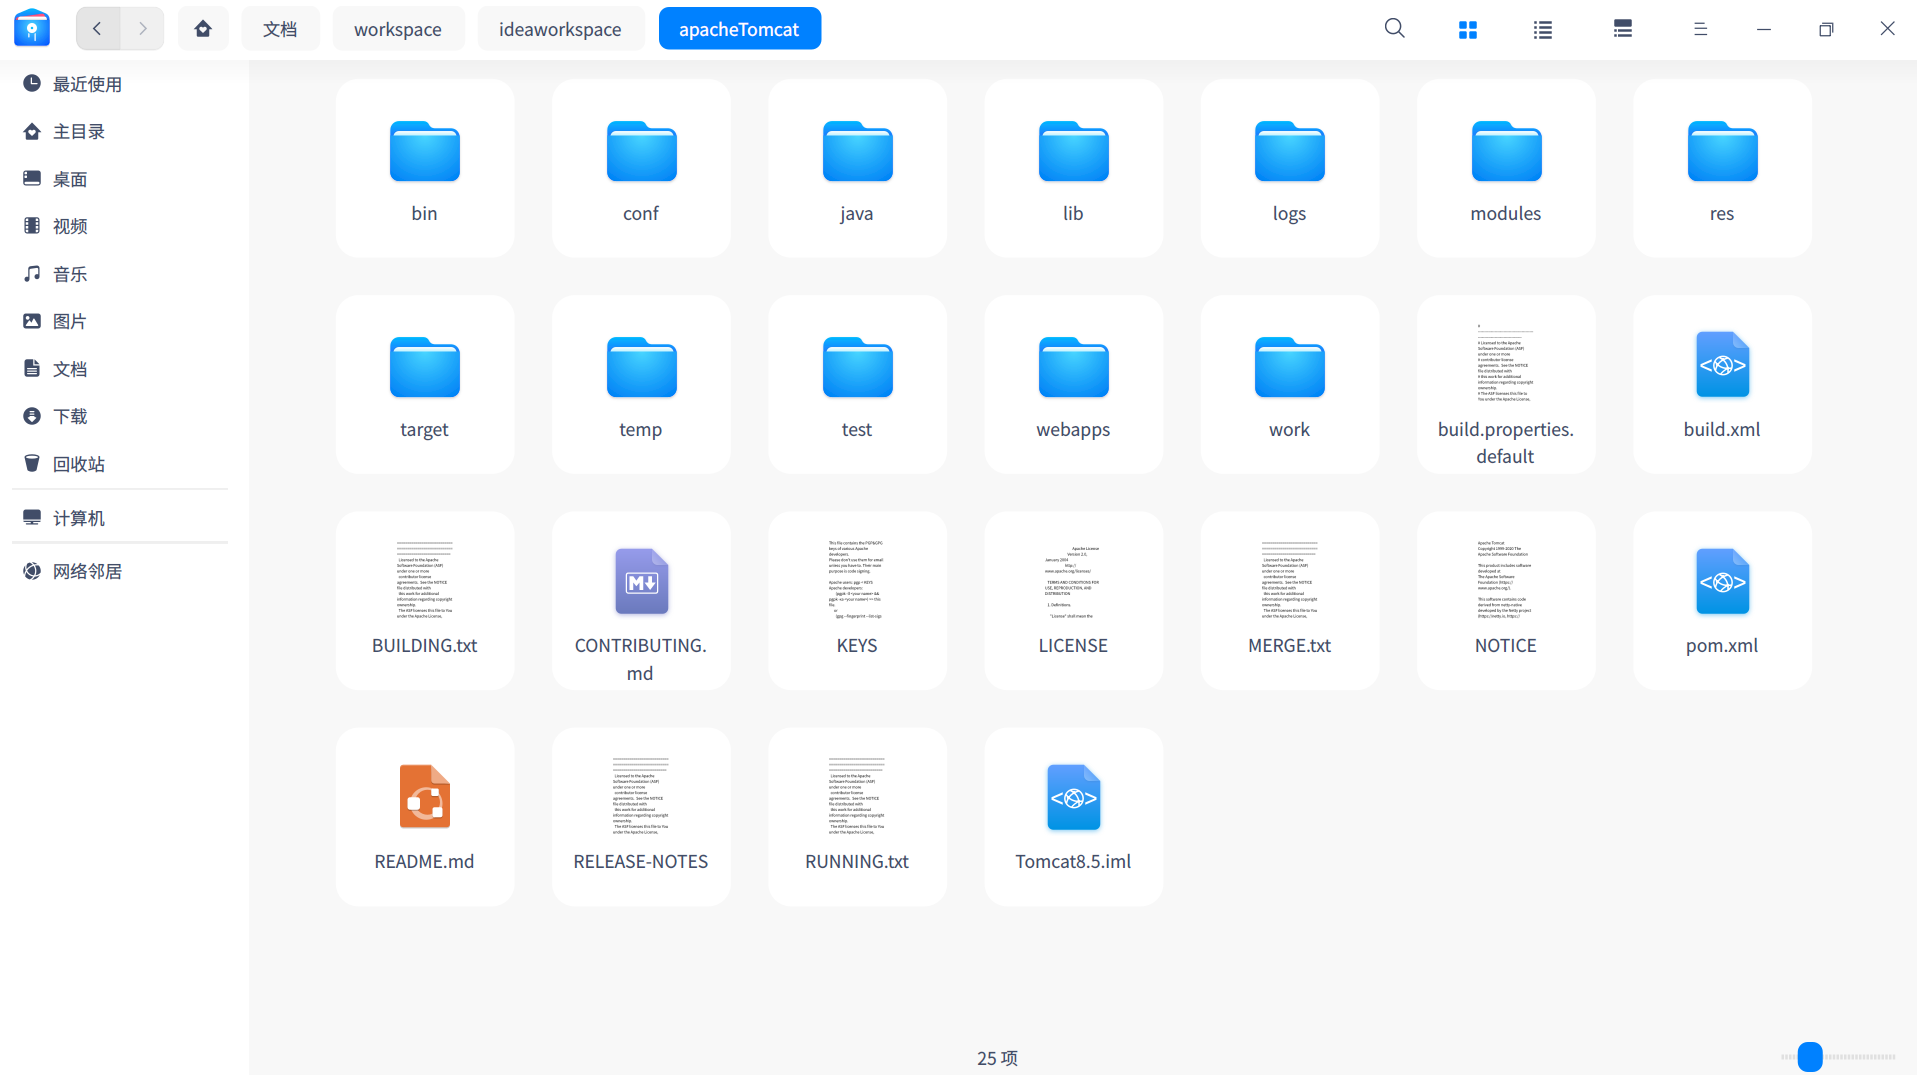 文档
workspace
ideaworkspace
apacheTomcat
最近使用
主目录
桌面
视频
音乐
图片
文档
下载
回收站
计算机
网络邻居
bin
conf
java
lib
logs
modules
res
target
temp
test
webapps
work
build.properties.
default
build.xml
BUILDING.txt
CONTRIBUTING.
md
KEYS
LICENSE
MERGE.txt
NOTICE
pom.xml
README.md
RELEASE-NOTES
RUNNING.txt
Tomcat8.5.iml
25 项